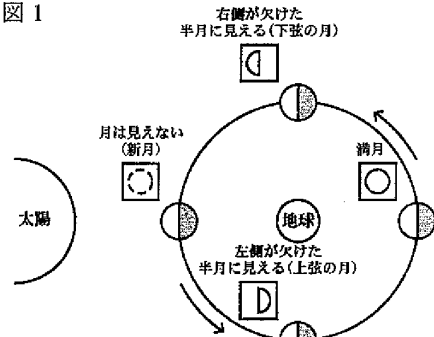 図1
右側が欠けた
半月に見える(下弦の月)
月は見えない
(新月)
満月
太陽
地球
左側が欠けた
半月に見える(上弦の月)